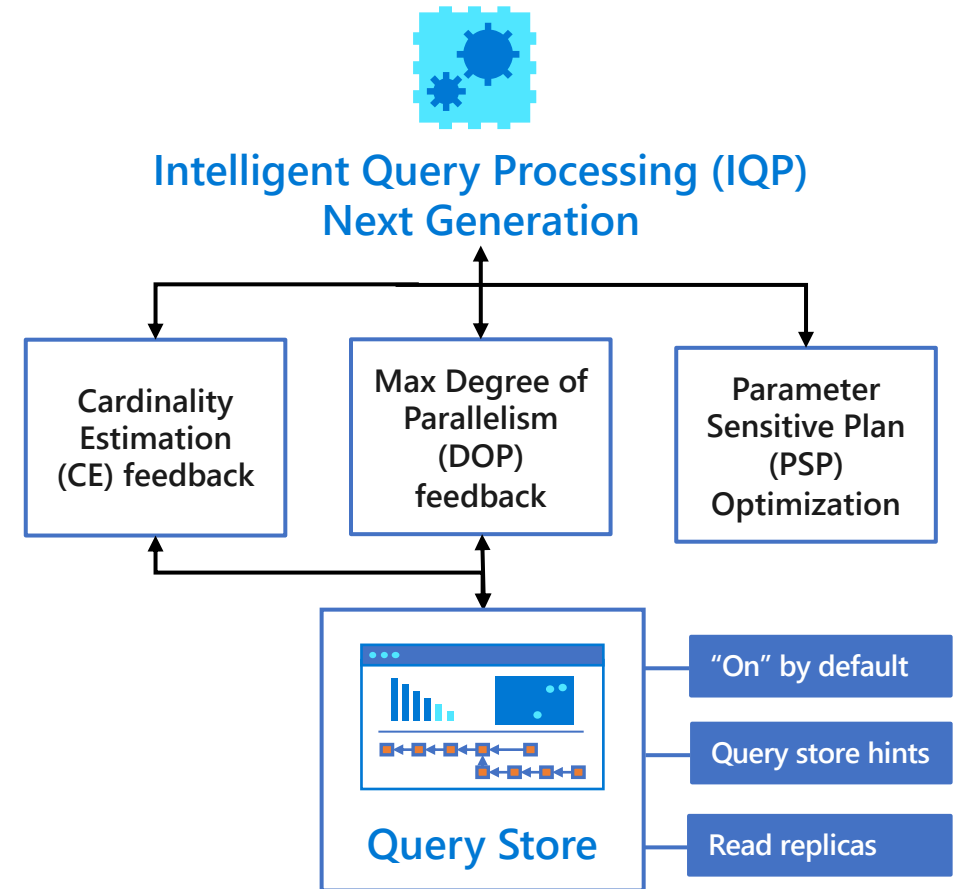 Intelligent Query Processing (IQP)
Next Generation
Cardinality
Estimation
(CE) feedback
Max Degree of
Parallelism
(DOP)
feedback
Parameter
Sensitive Plan
(PSP)
Optimization
Query Store
“On” by default
Query store hints
Read replicas